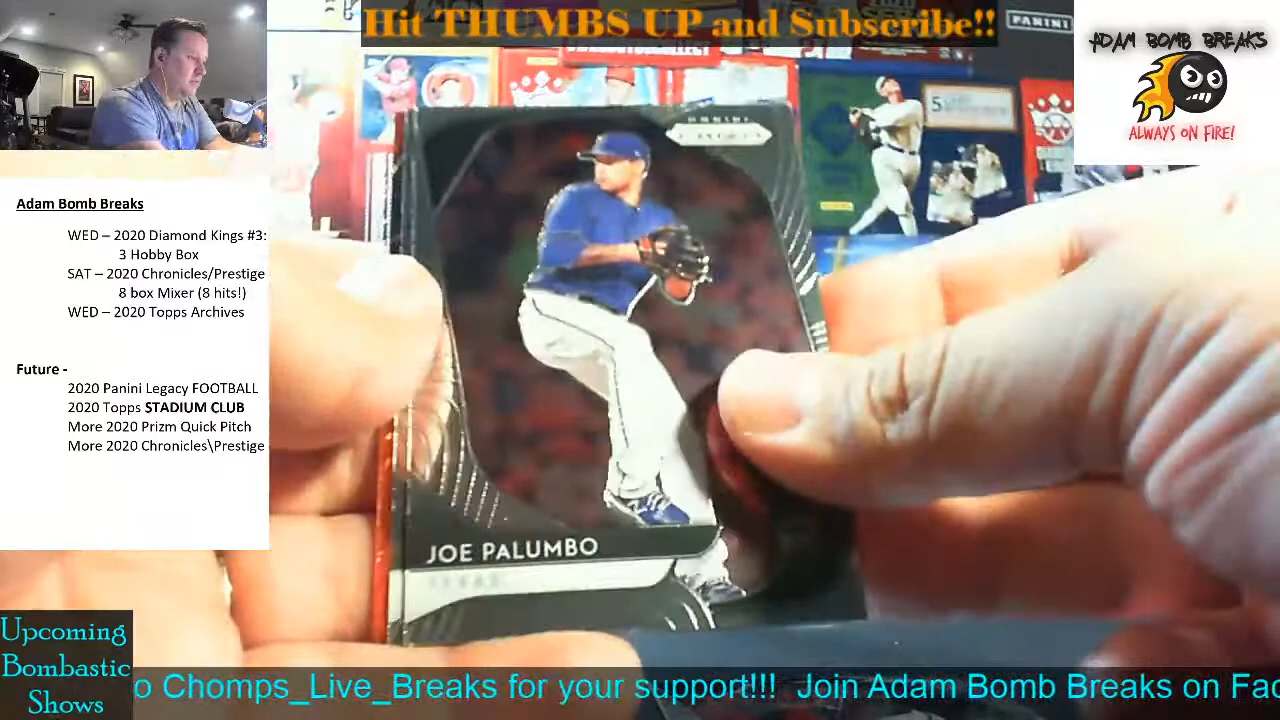 Hit THUMBS UP and Subscribe!!
PANINI
ADAM BOMB BREAKS
ALWAYS ON FIRE!
Adam Bomb Breaks
WED – 2020 Diamond Kings #3:
3 Hobby Box
SAT – 2020 Chronicles/Prestige
8 box Mixer (8 hits!)
WED – 2020 Topps Archives
Future -
2020 Panini Legacy FOOTBALL
2020 Topps STADIUM CLUB
More 2020 Prizm Quick Pitch
More 2020 Chronicles\Prestige
PANINI
JOE PALUMBO
TEXAS
Upcoming
Bombastic
Shows
o Chomps_Live_Breaks for your support!!! Join Adam Bomb Breaks on Fac